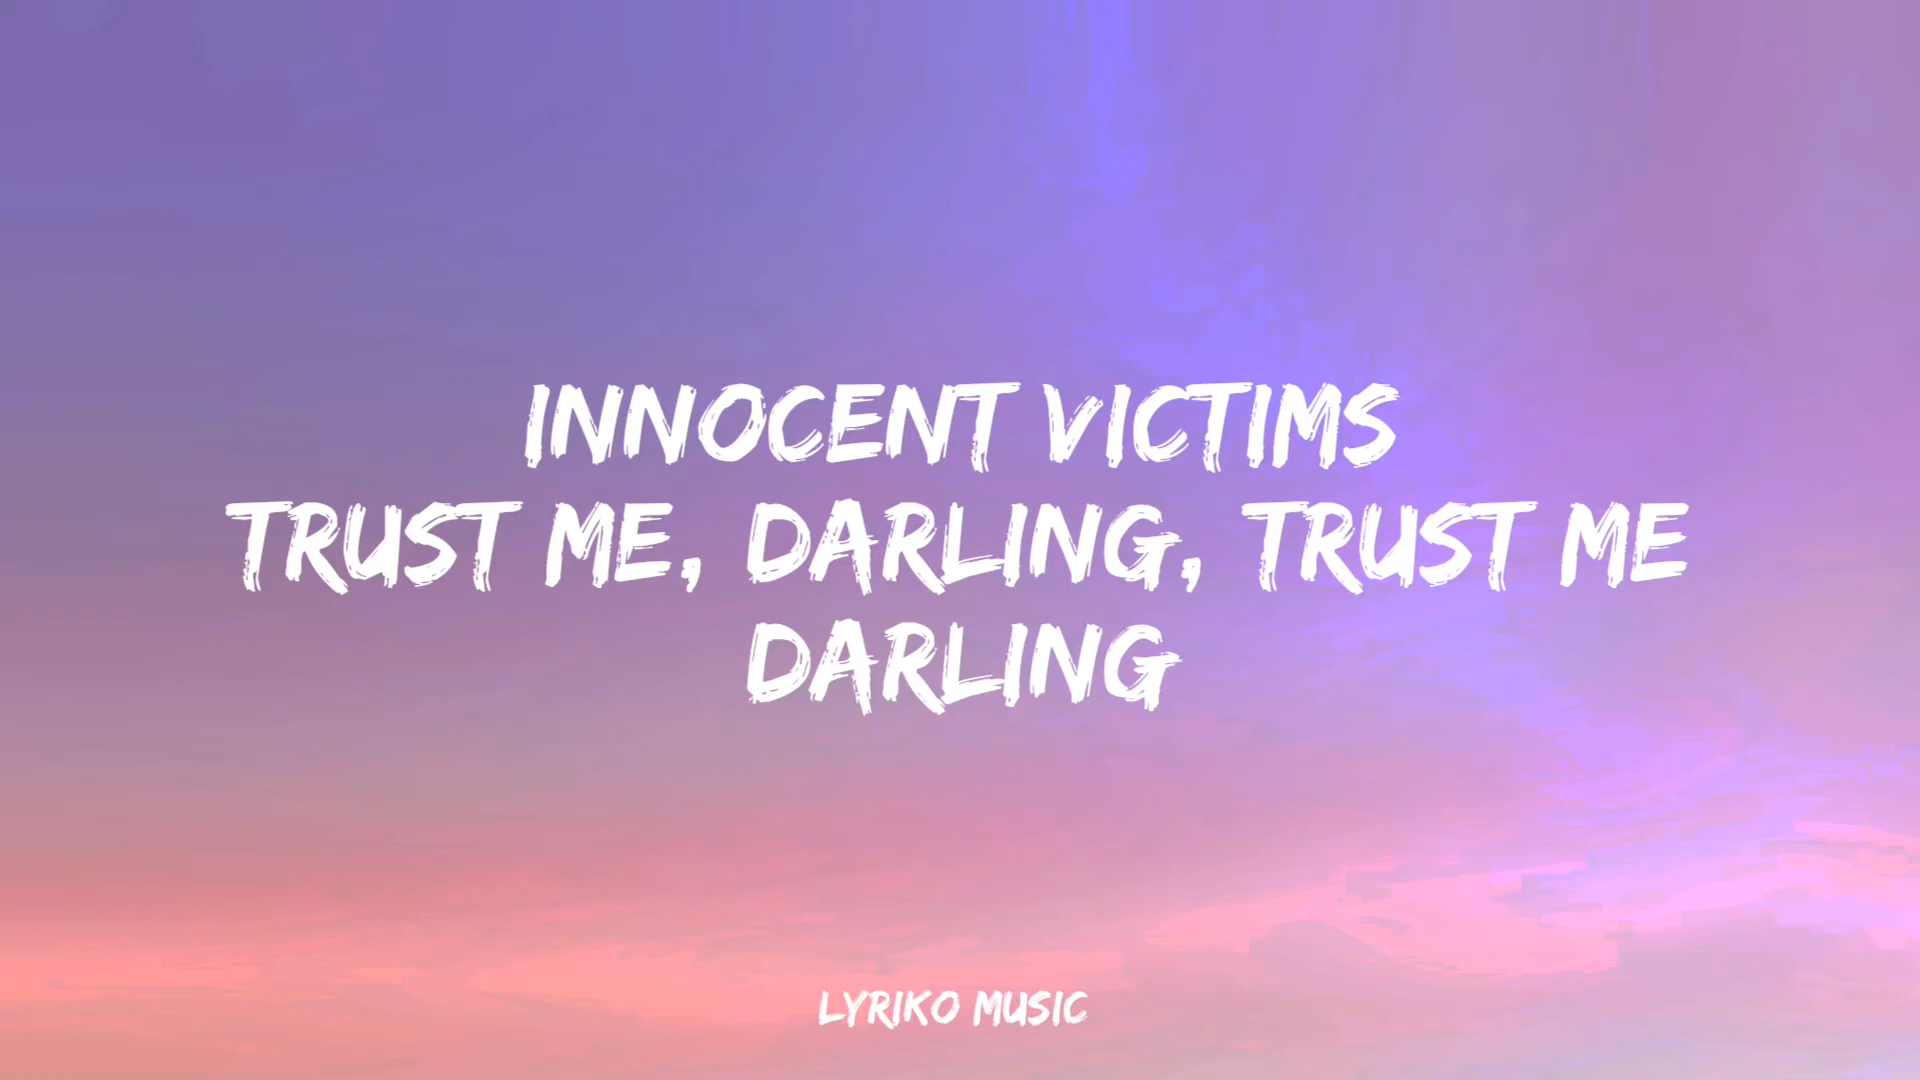 INNOCENT VICTIMS
TRUST ME, DARLING, TRUST ME
DARLING
LYRIKO MUSIC